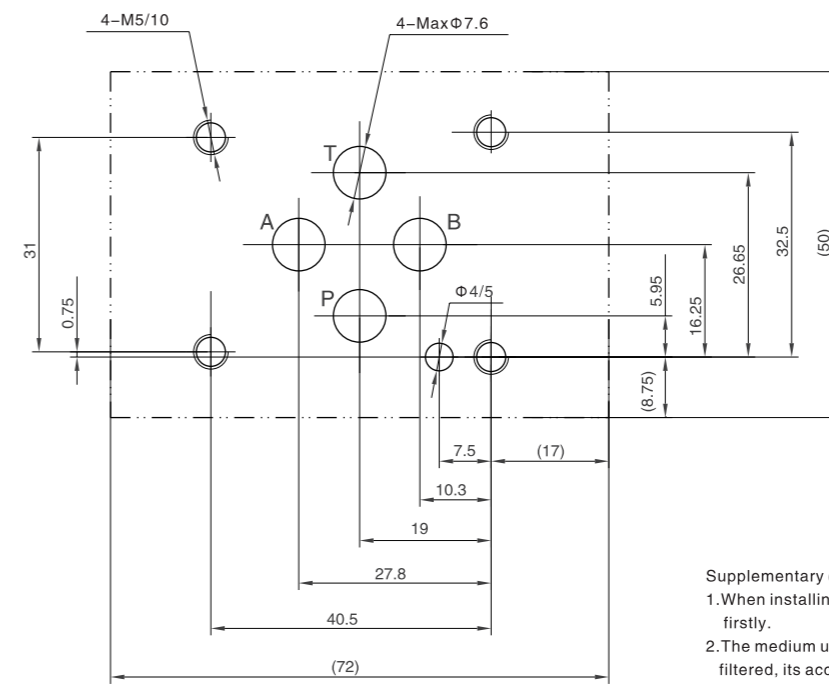 4–M5/10
4–MaxΦ7.6
T
A
B
P
Φ4/5
31
0.75
5.95
16.25
26.65
32.5
(50)
(8.75)
7.5
(17)
10.3
19
27.8
40.5
(72)
Supplementary
1.When installin
firstly.
2.The medium u
filtered, its acc